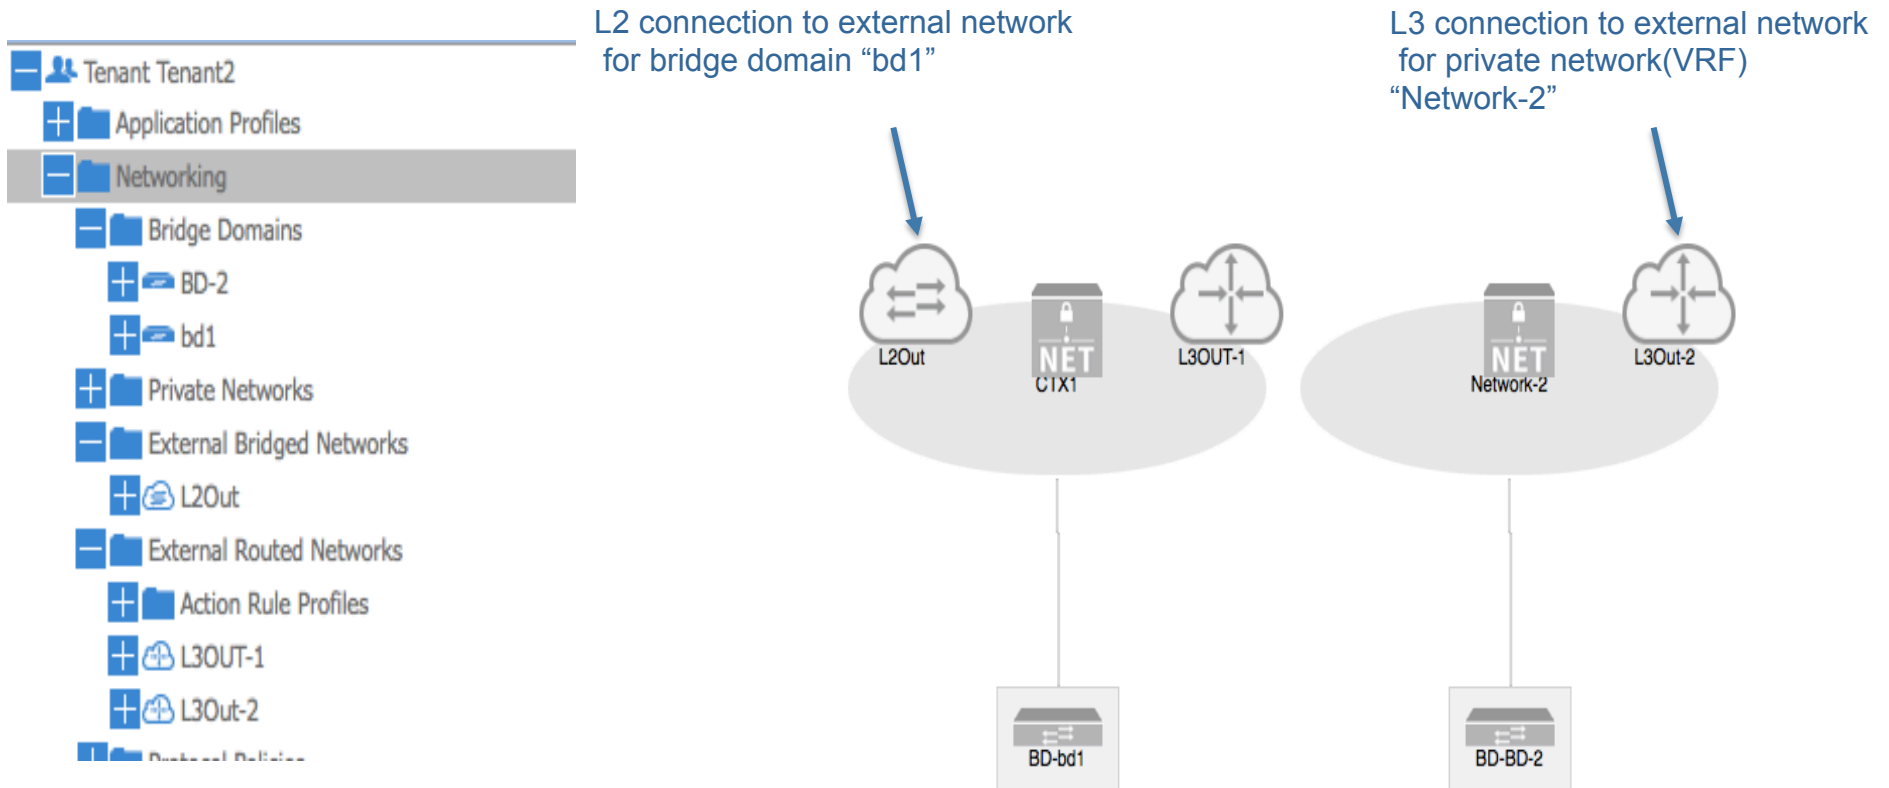 L2 connection to external network
for bridge domain “bd1”
L3 connection to external network
for private network(VRF)
“Network-2”
Tenant Tenant2
Application Profiles
Networking
Bridge Domains
BD-2
bd1
Private Networks
External Bridged Networks
L2Out
External Routed Networks
Action Rule Profiles
L3OUT-1
L3Out-2
Protocol Policies
L2Out
NET
CTX1
L3OUT-1
NET
Network-2
L3Out-2
BD-bd1
BD-BD-2